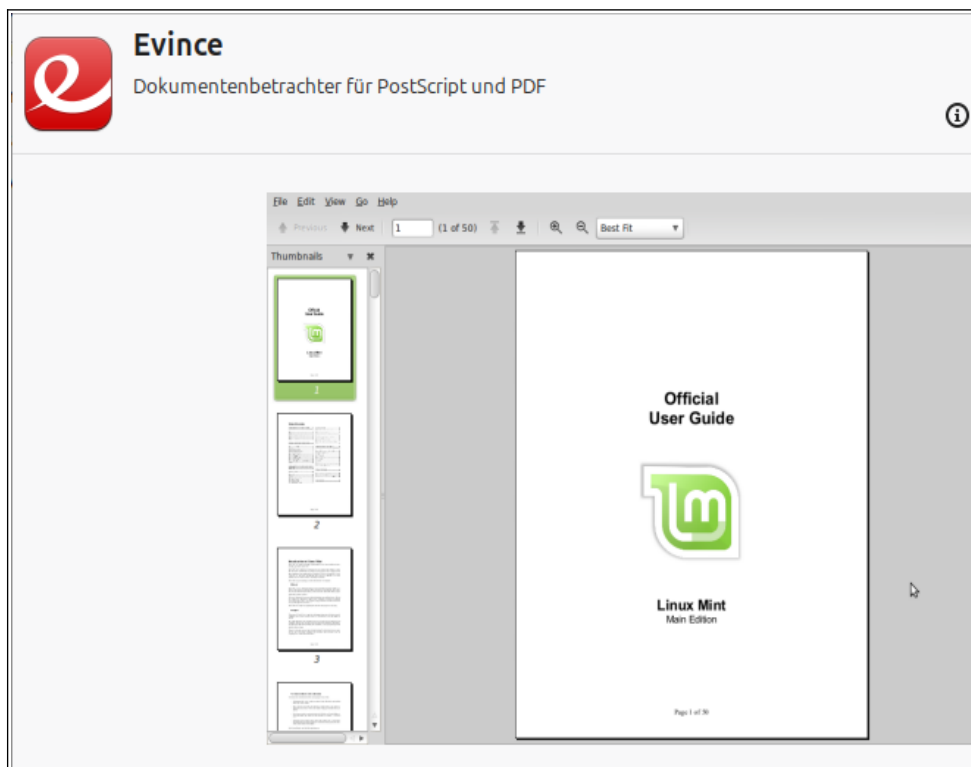 Evince
Dokumentenbetrachter für PostScript und PDF
File Edit View Go Help
Previous Next 1 (1 of 50) Best Fit
Thumbnails
1
2
3
Official
User Guide
Linux Mint
Main Edition
Page 1 of 50